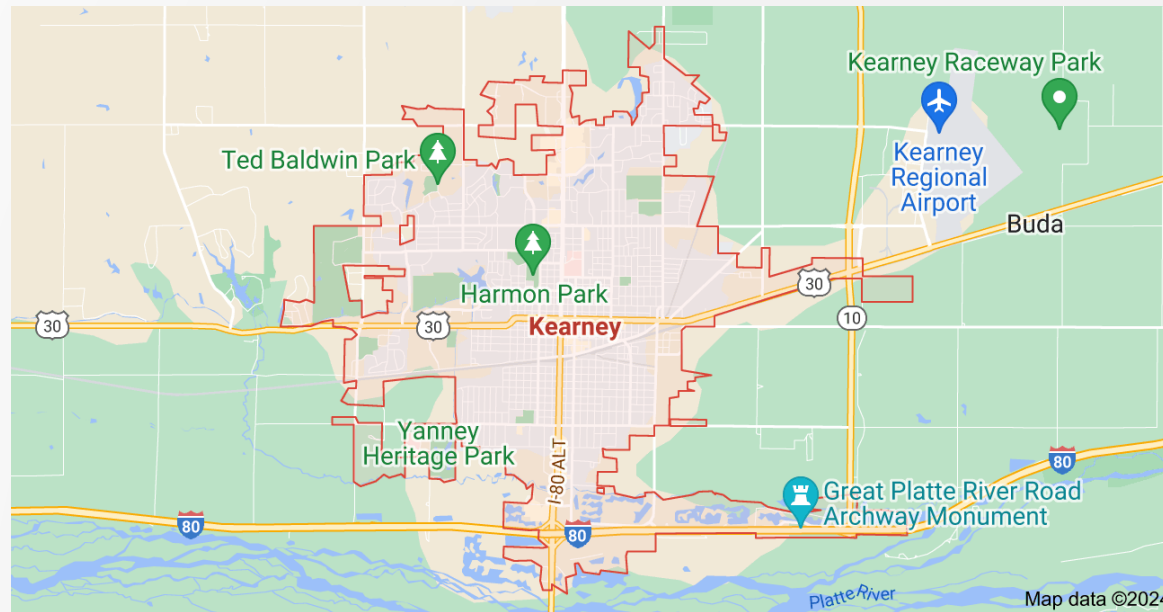 Kearney Raceway Park
Ted Baldwin Park
Kearney
Regional
Airport
Buda
30
Harmon Park
30
30
Kearney
10
Yanney
Heritage Park
I-80 ALT
80
Great Platte River Road
Archway Monument
80
80
Platte River
Map data ©2024